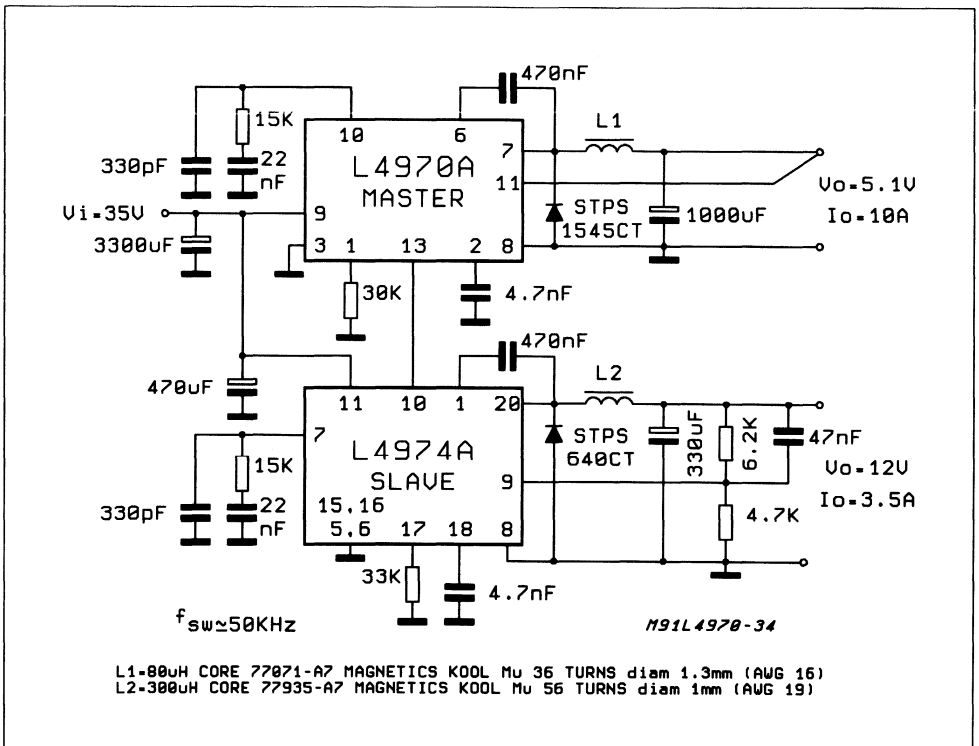 470nF
15K
330pF
22
nF
10
6
L4970A
MASTER
7
11
9
3
1
13
2
8
L1
STPS
1545CT
1000uF
Vo=5.1V
Io=10A
Vi=35V
3300uF
30K
4.7nF
470nF
470uF
11
10
1
20
7
L4974A
SLAVE
9
15,16
5,6
17
18
8
L2
STPS
640CT
330uF
6.2K
47nF
Vo=12V
Io=3.5A
4.7K
15K
330pF
22
nF
33K
4.7nF
fsw≃50KHz
M91L4970-34
L1=80uH CORE 77071-A7 MAGNETICS KOOL Mu 36 TURNS diam 1.3mm (AWG 16)
L2=300uH CORE 77935-A7 MAGNETICS KOOL Mu 56 TURNS diam 1mm (AWG 19)